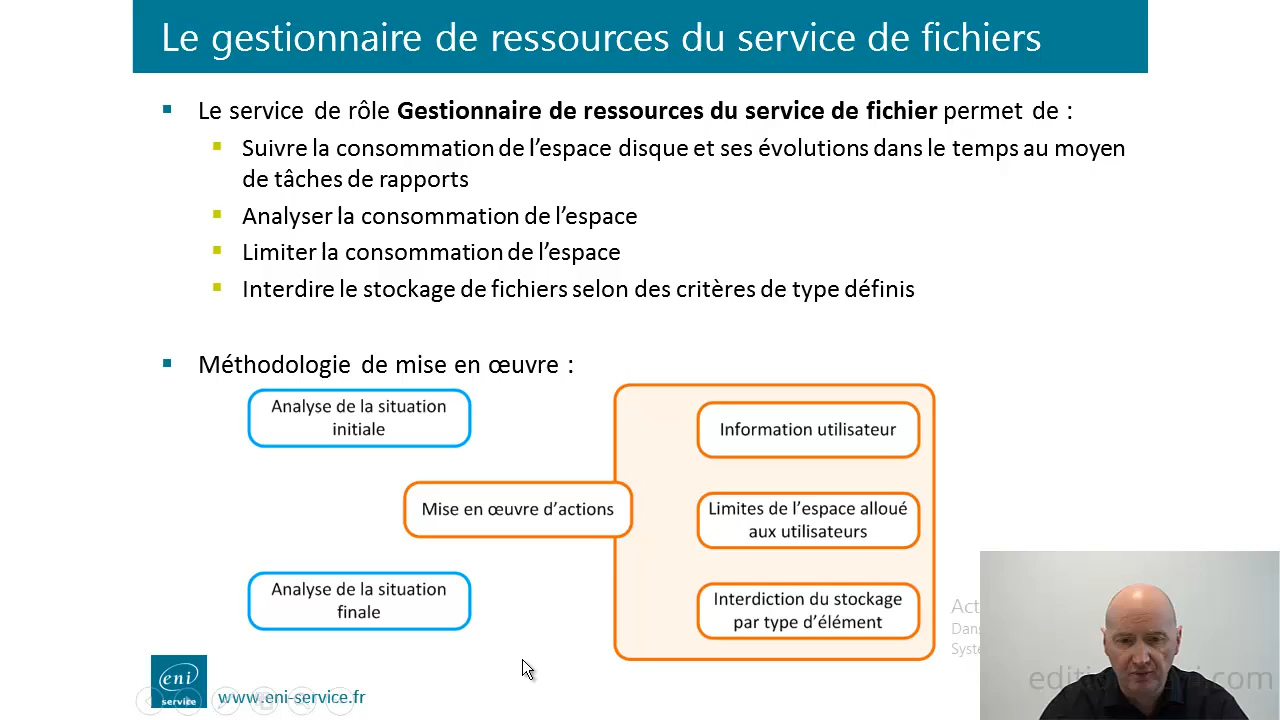 Le gestionnaire de ressources du service de fichiers
Le service de rôle Gestionnaire de ressources du service de fichier permet de :
Suivre la consommation de l'espace disque et ses évolutions dans le temps au moyen
de tâches de rapports
Analyser la consommation de l'espace
Limiter la consommation de l'espace
Interdire le stockage de fichiers selon des critères de type définis
Méthodologie de mise en œuvre :
Analyse de la situation
initiale
Information utilisateur
Mise en œuvre d'actions
Limites de l'espace alloué
aux utilisateurs
Analyse de la situation
finale
Interdiction du stockage
par type d'élément
Act
Dans
Systè
eni
service
www.eni-service.fr